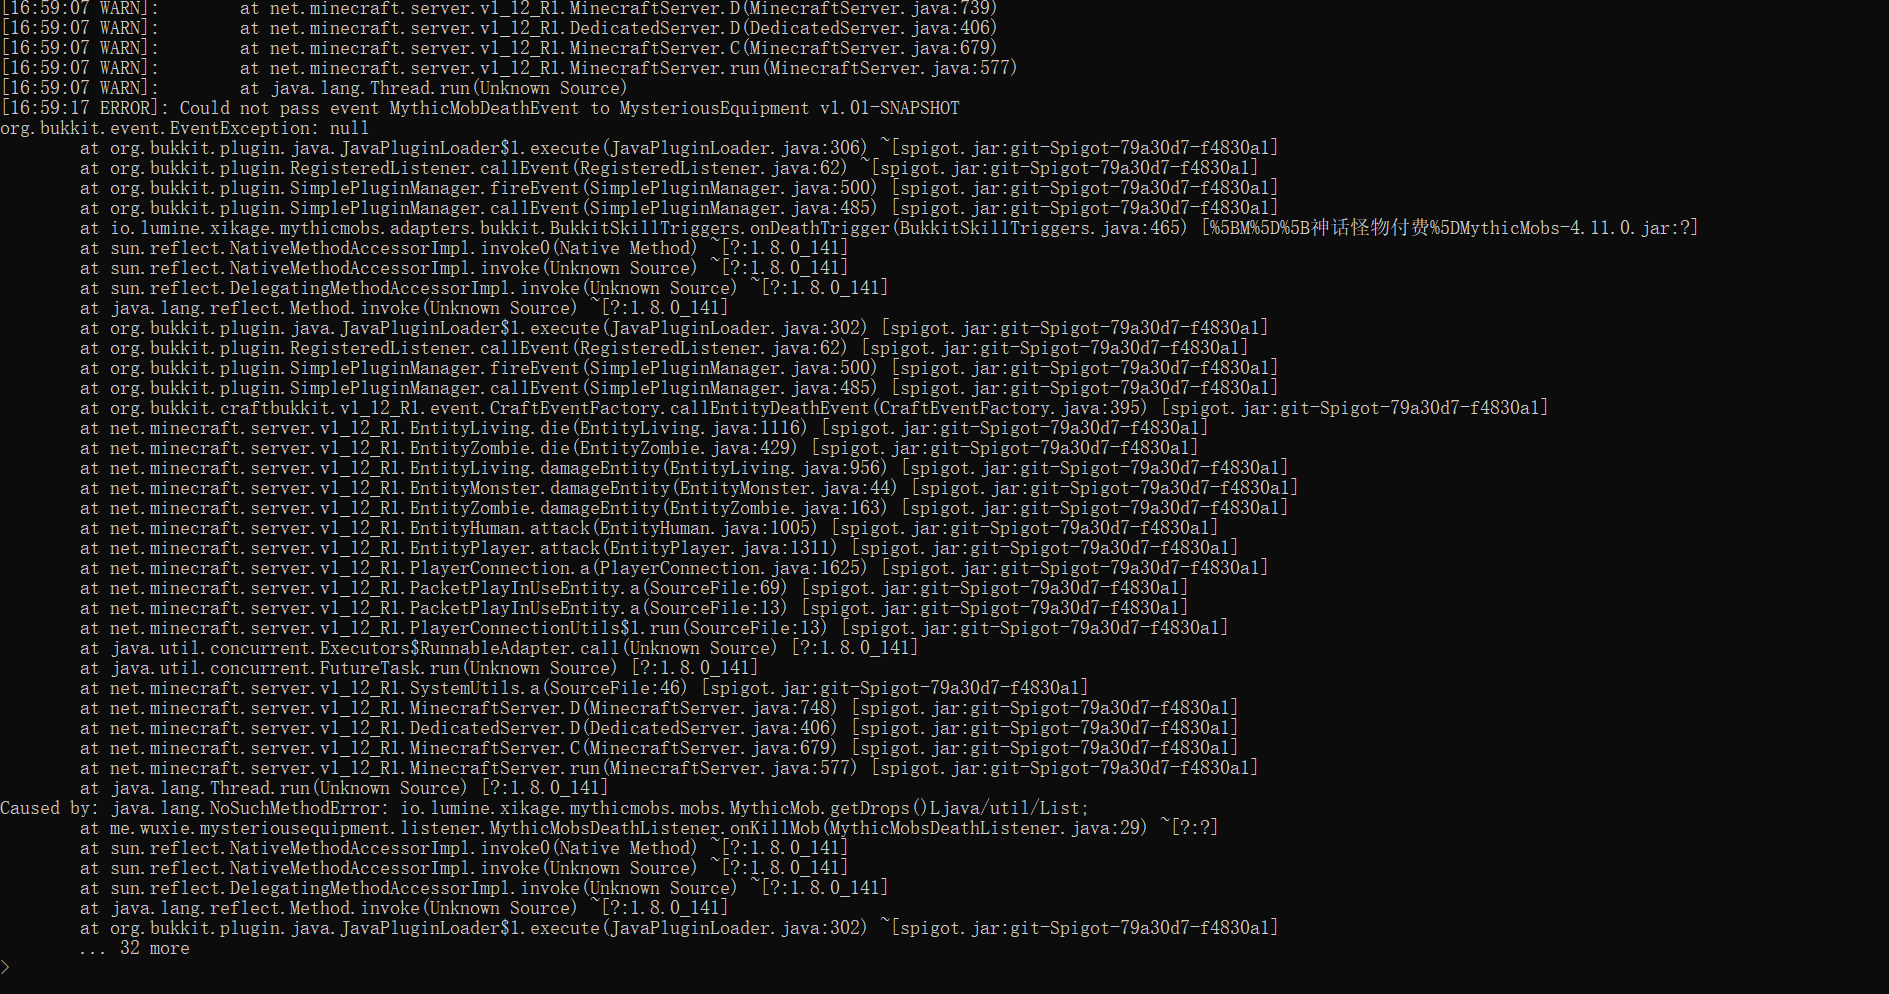 [16:59:07 WARN]:        at net.minecraft.server.v1_12_R1.MinecraftServer.D(MinecraftServer.java:739)
[16:59:07 WARN]:        at net.minecraft.server.v1_12_R1.DedicatedServer.D(DedicatedServer.java:406)
[16:59:07 WARN]:        at net.minecraft.server.v1_12_R1.MinecraftServer.C(MinecraftServer.java:679)
[16:59:07 WARN]:        at net.minecraft.server.v1_12_R1.MinecraftServer.run(MinecraftServer.java:577)
[16:59:07 WARN]:        at java.lang.Thread.run(Unknown Source)
[16:59:17 ERROR]: Could not pass event MythicMobDeathEvent to MysteriousEquipment v1.01-SNAPSHOT
org.bukkit.event.EventException: null
        at org.bukkit.plugin.java.JavaPluginLoader$1.execute(JavaPluginLoader.java:306) ~[spigot.jar:git-Spigot-79a30d7-f4830a1]
        at org.bukkit.plugin.RegisteredListener.callEvent(RegisteredListener.java:62) ~[spigot.jar:git-Spigot-79a30d7-f4830a1]
        at org.bukkit.plugin.SimplePluginManager.fireEvent(SimplePluginManager.java:500) [spigot.jar:git-Spigot-79a30d7-f4830a1]
        at org.bukkit.plugin.SimplePluginManager.callEvent(SimplePluginManager.java:485) [spigot.jar:git-Spigot-79a30d7-f4830a1]
        at io.lumine.xikage.mythicmobs.adapters.bukkit.BukkitSkillTriggers.onDeathTrigger(BukkitSkillTriggers.java:465) [%5BM%5D%5B神话怪物付费%5DMythicMobs-4.11.0.jar:?]
        at sun.reflect.NativeMethodAccessorImpl.invoke0(Native Method) ~[?:1.8.0_141]
        at sun.reflect.NativeMethodAccessorImpl.invoke(Unknown Source) ~[?:1.8.0_141]
        at sun.reflect.DelegatingMethodAccessorImpl.invoke(Unknown Source) ~[?:1.8.0_141]
        at java.lang.reflect.Method.invoke(Unknown Source) ~[?:1.8.0_141]
        at org.bukkit.plugin.java.JavaPluginLoader$1.execute(JavaPluginLoader.java:302) [spigot.jar:git-Spigot-79a30d7-f4830a1]
        at org.bukkit.plugin.RegisteredListener.callEvent(RegisteredListener.java:62) [spigot.jar:git-Spigot-79a30d7-f4830a1]
        at org.bukkit.plugin.SimplePluginManager.fireEvent(SimplePluginManager.java:500) [spigot.jar:git-Spigot-79a30d7-f4830a1]
        at org.bukkit.plugin.SimplePluginManager.callEvent(SimplePluginManager.java:485) [spigot.jar:git-Spigot-79a30d7-f4830a1]
        at org.bukkit.craftbukkit.v1_12_R1.event.CraftEventFactory.callEntityDeathEvent(CraftEventFactory.java:395) [spigot.jar:git-Spigot-79a30d7-f4830a1]
        at net.minecraft.server.v1_12_R1.EntityLiving.die(EntityLiving.java:1116) [spigot.jar:git-Spigot-79a30d7-f4830a1]
        at net.minecraft.server.v1_12_R1.EntityZombie.die(EntityZombie.java:429) [spigot.jar:git-Spigot-79a30d7-f4830a1]
        at net.minecraft.server.v1_12_R1.EntityLiving.damageEntity(EntityLiving.java:956) [spigot.jar:git-Spigot-79a30d7-f4830a1]
        at net.minecraft.server.v1_12_R1.EntityMonster.damageEntity(EntityMonster.java:44) [spigot.jar:git-Spigot-79a30d7-f4830a1]
        at net.minecraft.server.v1_12_R1.EntityZombie.damageEntity(EntityZombie.java:163) [spigot.jar:git-Spigot-79a30d7-f4830a1]
        at net.minecraft.server.v1_12_R1.EntityHuman.attack(EntityHuman.java:1005) [spigot.jar:git-Spigot-79a30d7-f4830a1]
        at net.minecraft.server.v1_12_R1.EntityPlayer.attack(EntityPlayer.java:1311) [spigot.jar:git-Spigot-79a30d7-f4830a1]
        at net.minecraft.server.v1_12_R1.PlayerConnection.a(PlayerConnection.java:1625) [spigot.jar:git-Spigot-79a30d7-f4830a1]
        at net.minecraft.server.v1_12_R1.PacketPlayInUseEntity.a(SourceFile:69) [spigot.jar:git-Spigot-79a30d7-f4830a1]
        at net.minecraft.server.v1_12_R1.PacketPlayInUseEntity.a(SourceFile:13) [spigot.jar:git-Spigot-79a30d7-f4830a1]
        at net.minecraft.server.v1_12_R1.PlayerConnectionUtils$1.run(SourceFile:13) [spigot.jar:git-Spigot-79a30d7-f4830a1]
        at java.util.concurrent.Executors$RunnableAdapter.call(Unknown Source) [?:1.8.0_141]
        at java.util.concurrent.FutureTask.run(Unknown Source) [?:1.8.0_141]
        at net.minecraft.server.v1_12_R1.SystemUtils.a(SourceFile:46) [spigot.jar:git-Spigot-79a30d7-f4830a1]
        at net.minecraft.server.v1_12_R1.MinecraftServer.D(MinecraftServer.java:748) [spigot.jar:git-Spigot-79a30d7-f4830a1]
        at net.minecraft.server.v1_12_R1.DedicatedServer.D(DedicatedServer.java:406) [spigot.jar:git-Spigot-79a30d7-f4830a1]
        at net.minecraft.server.v1_12_R1.MinecraftServer.C(MinecraftServer.java:679) [spigot.jar:git-Spigot-79a30d7-f4830a1]
        at net.minecraft.server.v1_12_R1.MinecraftServer.run(MinecraftServer.java:577) [spigot.jar:git-Spigot-79a30d7-f4830a1]
        at java.lang.Thread.run(Unknown Source) [?:1.8.0_141]
Caused by: java.lang.NoSuchMethodError: io.lumine.xikage.mythicmobs.mobs.MythicMob.getDrops()Ljava/util/List;
        at me.wuxie.mysteriousequipment.listener.MythicMobsDeathListener.onKillMob(MythicMobsDeathListener.java:29) ~[?:?]
        at sun.reflect.NativeMethodAccessorImpl.invoke0(Native Method) ~[?:1.8.0_141]
        at sun.reflect.NativeMethodAccessorImpl.invoke(Unknown Source) ~[?:1.8.0_141]
        at sun.reflect.DelegatingMethodAccessorImpl.invoke(Unknown Source) ~[?:1.8.0_141]
        at java.lang.reflect.Method.invoke(Unknown Source) ~[?:1.8.0_141]
        at org.bukkit.plugin.java.JavaPluginLoader$1.execute(JavaPluginLoader.java:302) ~[spigot.jar:git-Spigot-79a30d7-f4830a1]
        ... 32 more
>